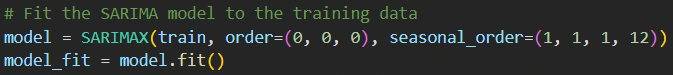 # Fit the SARIMA model to the training data
model = SARIMAX(train, order=(0, 0, 0), seasonal_order=(1, 1, 1, 12))
model_fit = model.fit()